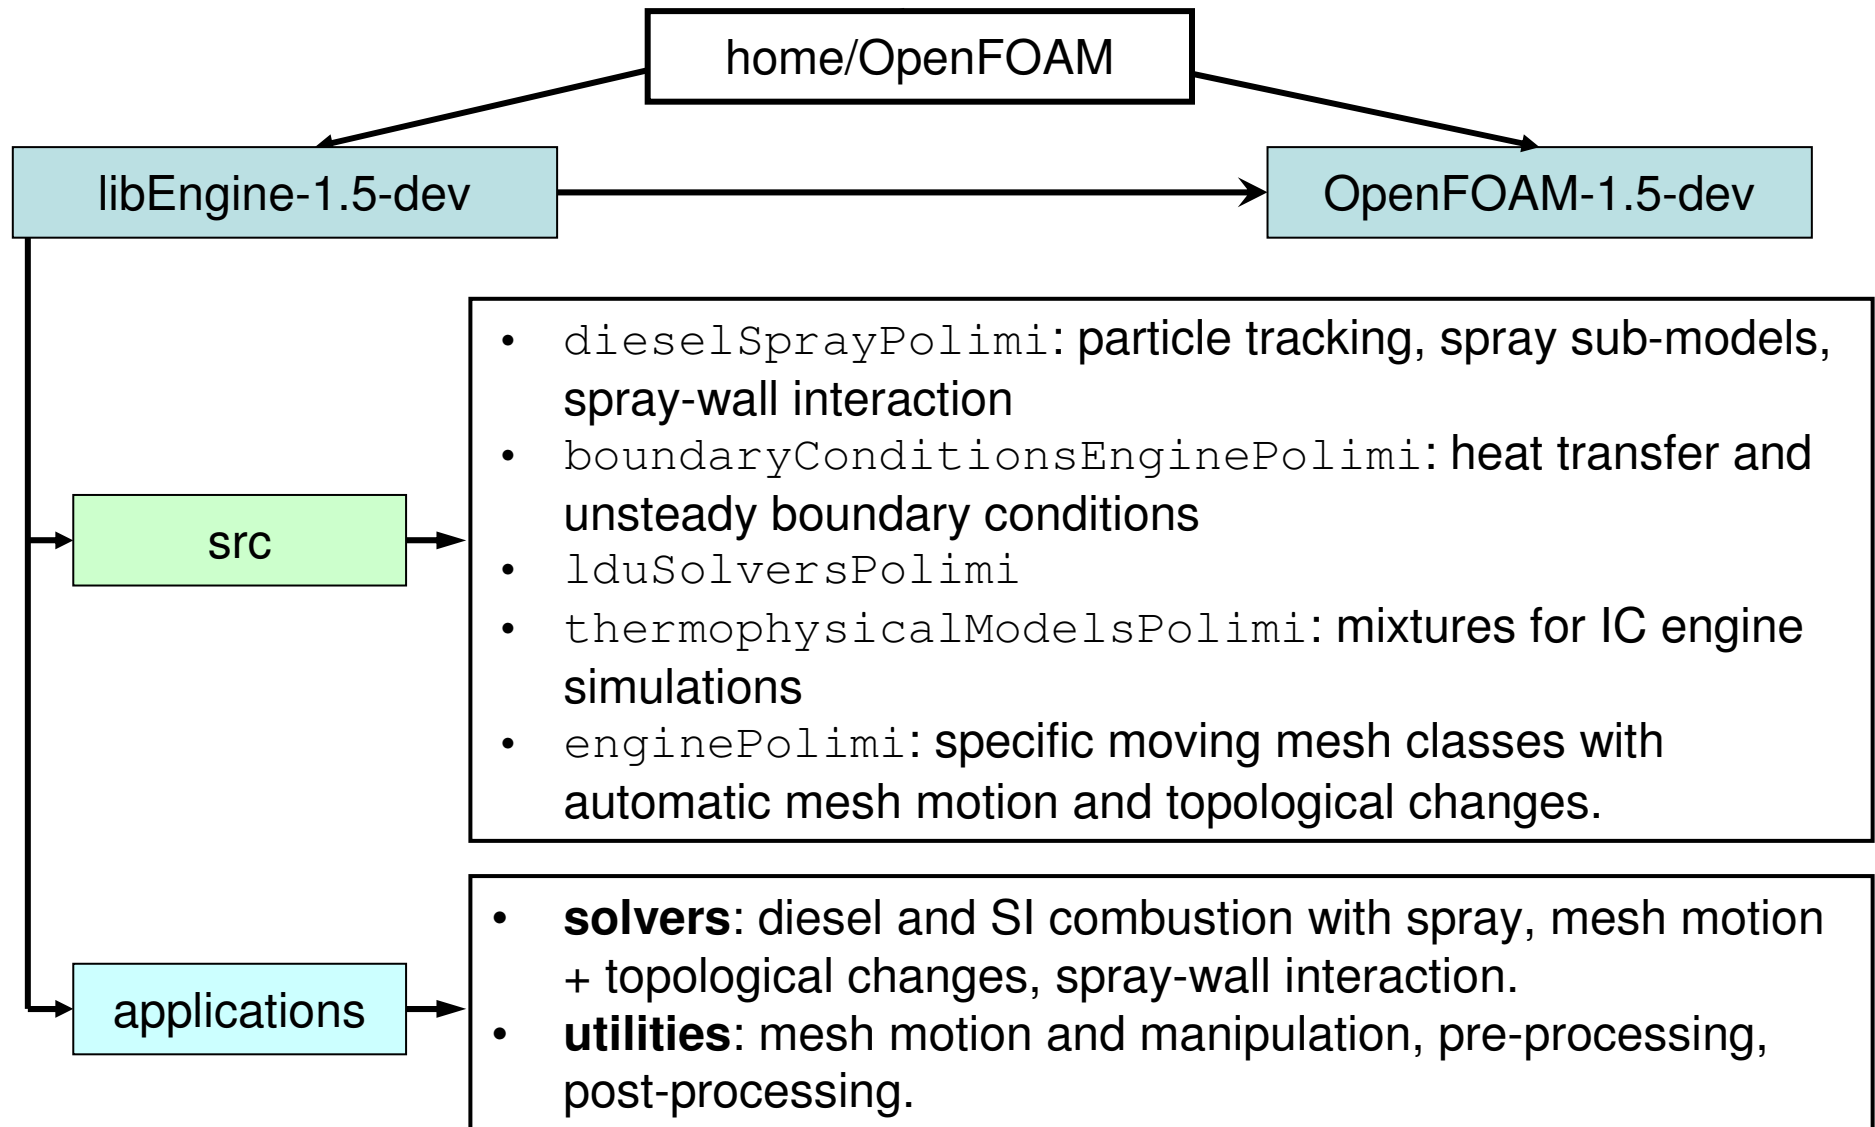 home/OpenFOAM
libEngine-1.5-dev
OpenFOAM-1.5-dev
src
• dieselSprayPolimi: particle tracking, spray sub-models,
spray-wall interaction
• boundaryConditionsEnginePolimi: heat transfer and
unsteady boundary conditions
• lduSolversPolimi
• thermophysicalModelsPolimi: mixtures for IC engine
simulations
• enginePolimi: specific moving mesh classes with
automatic mesh motion and topological changes.
applications
• solvers: diesel and SI combustion with spray, mesh motion
+ topological changes, spray-wall interaction.
• utilities: mesh motion and manipulation, pre-processing,
post-processing.